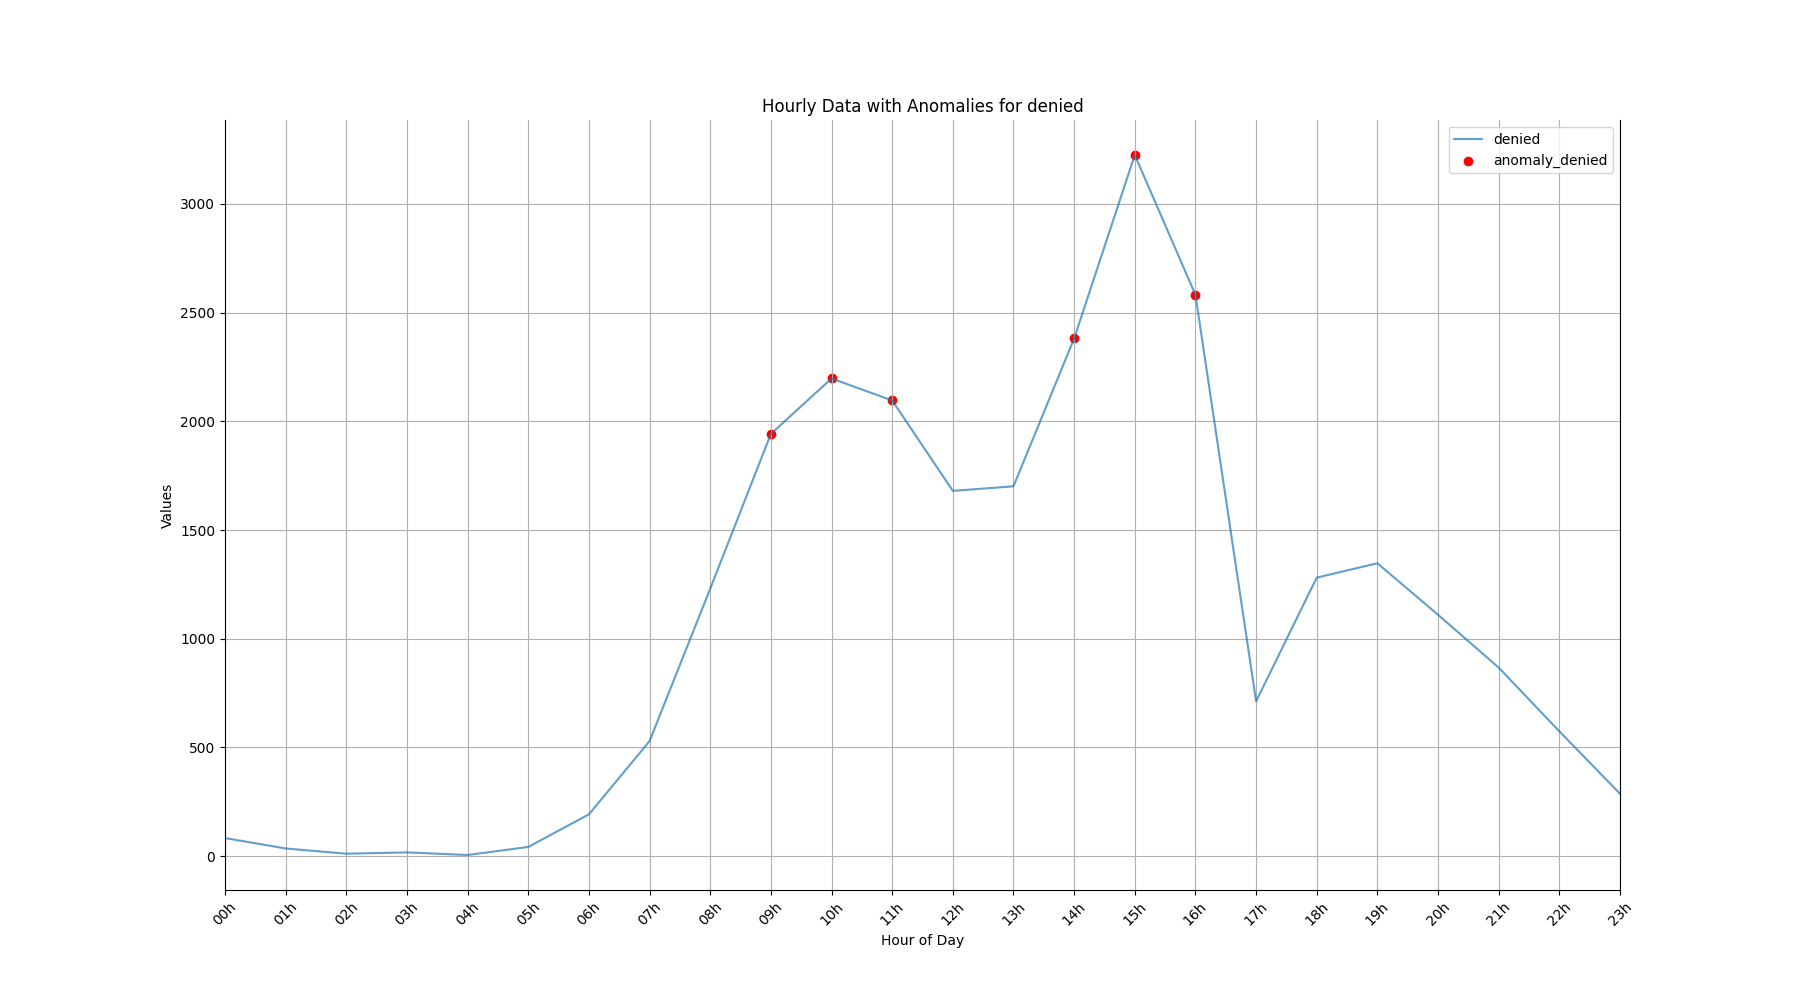 Hourly Data with Anomalies for denied
denied
anomaly_denied
Values
3000
2500
2000
1500
1000
500
0
00h 01h 02h 03h 04h 05h 06h 07h 08h 09h 10h 11h 12h 13h 14h 15h 16h 17h 18h 19h 20h 21h 22h 23h
Hour of Day